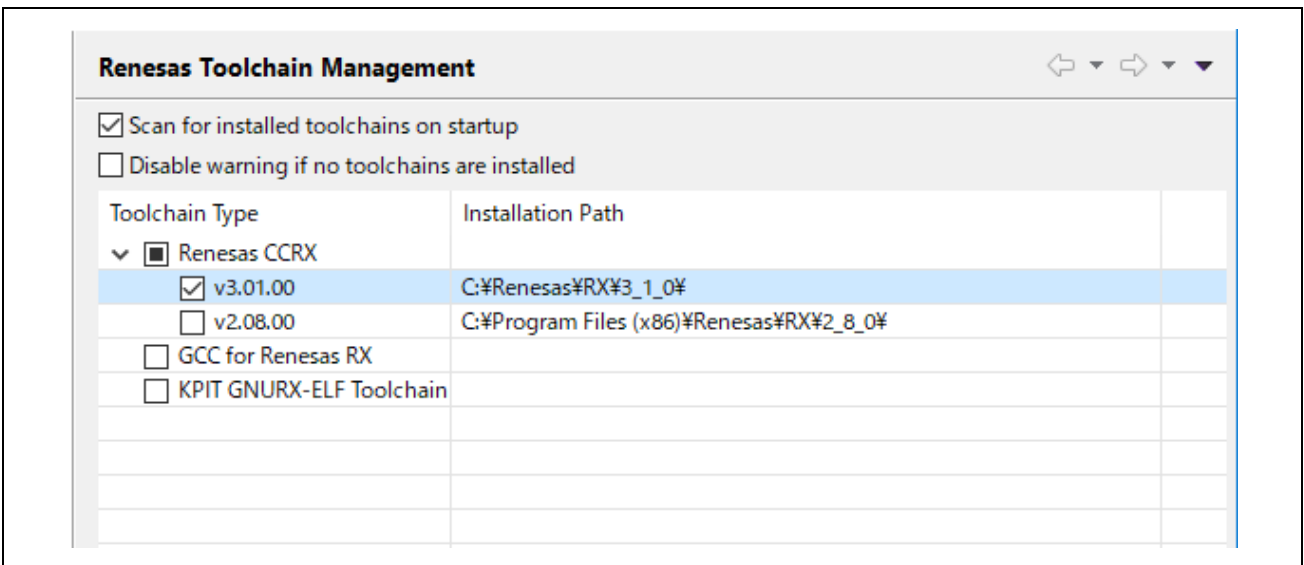 Renesas Toolchain Management
Scan for installed toolchains on startup
Disable warning if no toolchains are installed
Toolchain Type Installation Path
Renesas CCRX
v3.01.00 C:¥Renesas¥RX¥3_1_0¥
v2.08.00 C:¥Program Files (x86)¥Renesas¥RX¥2_8_0¥
GCC for Renesas RX
KPIT GNURX-ELF Toolchain